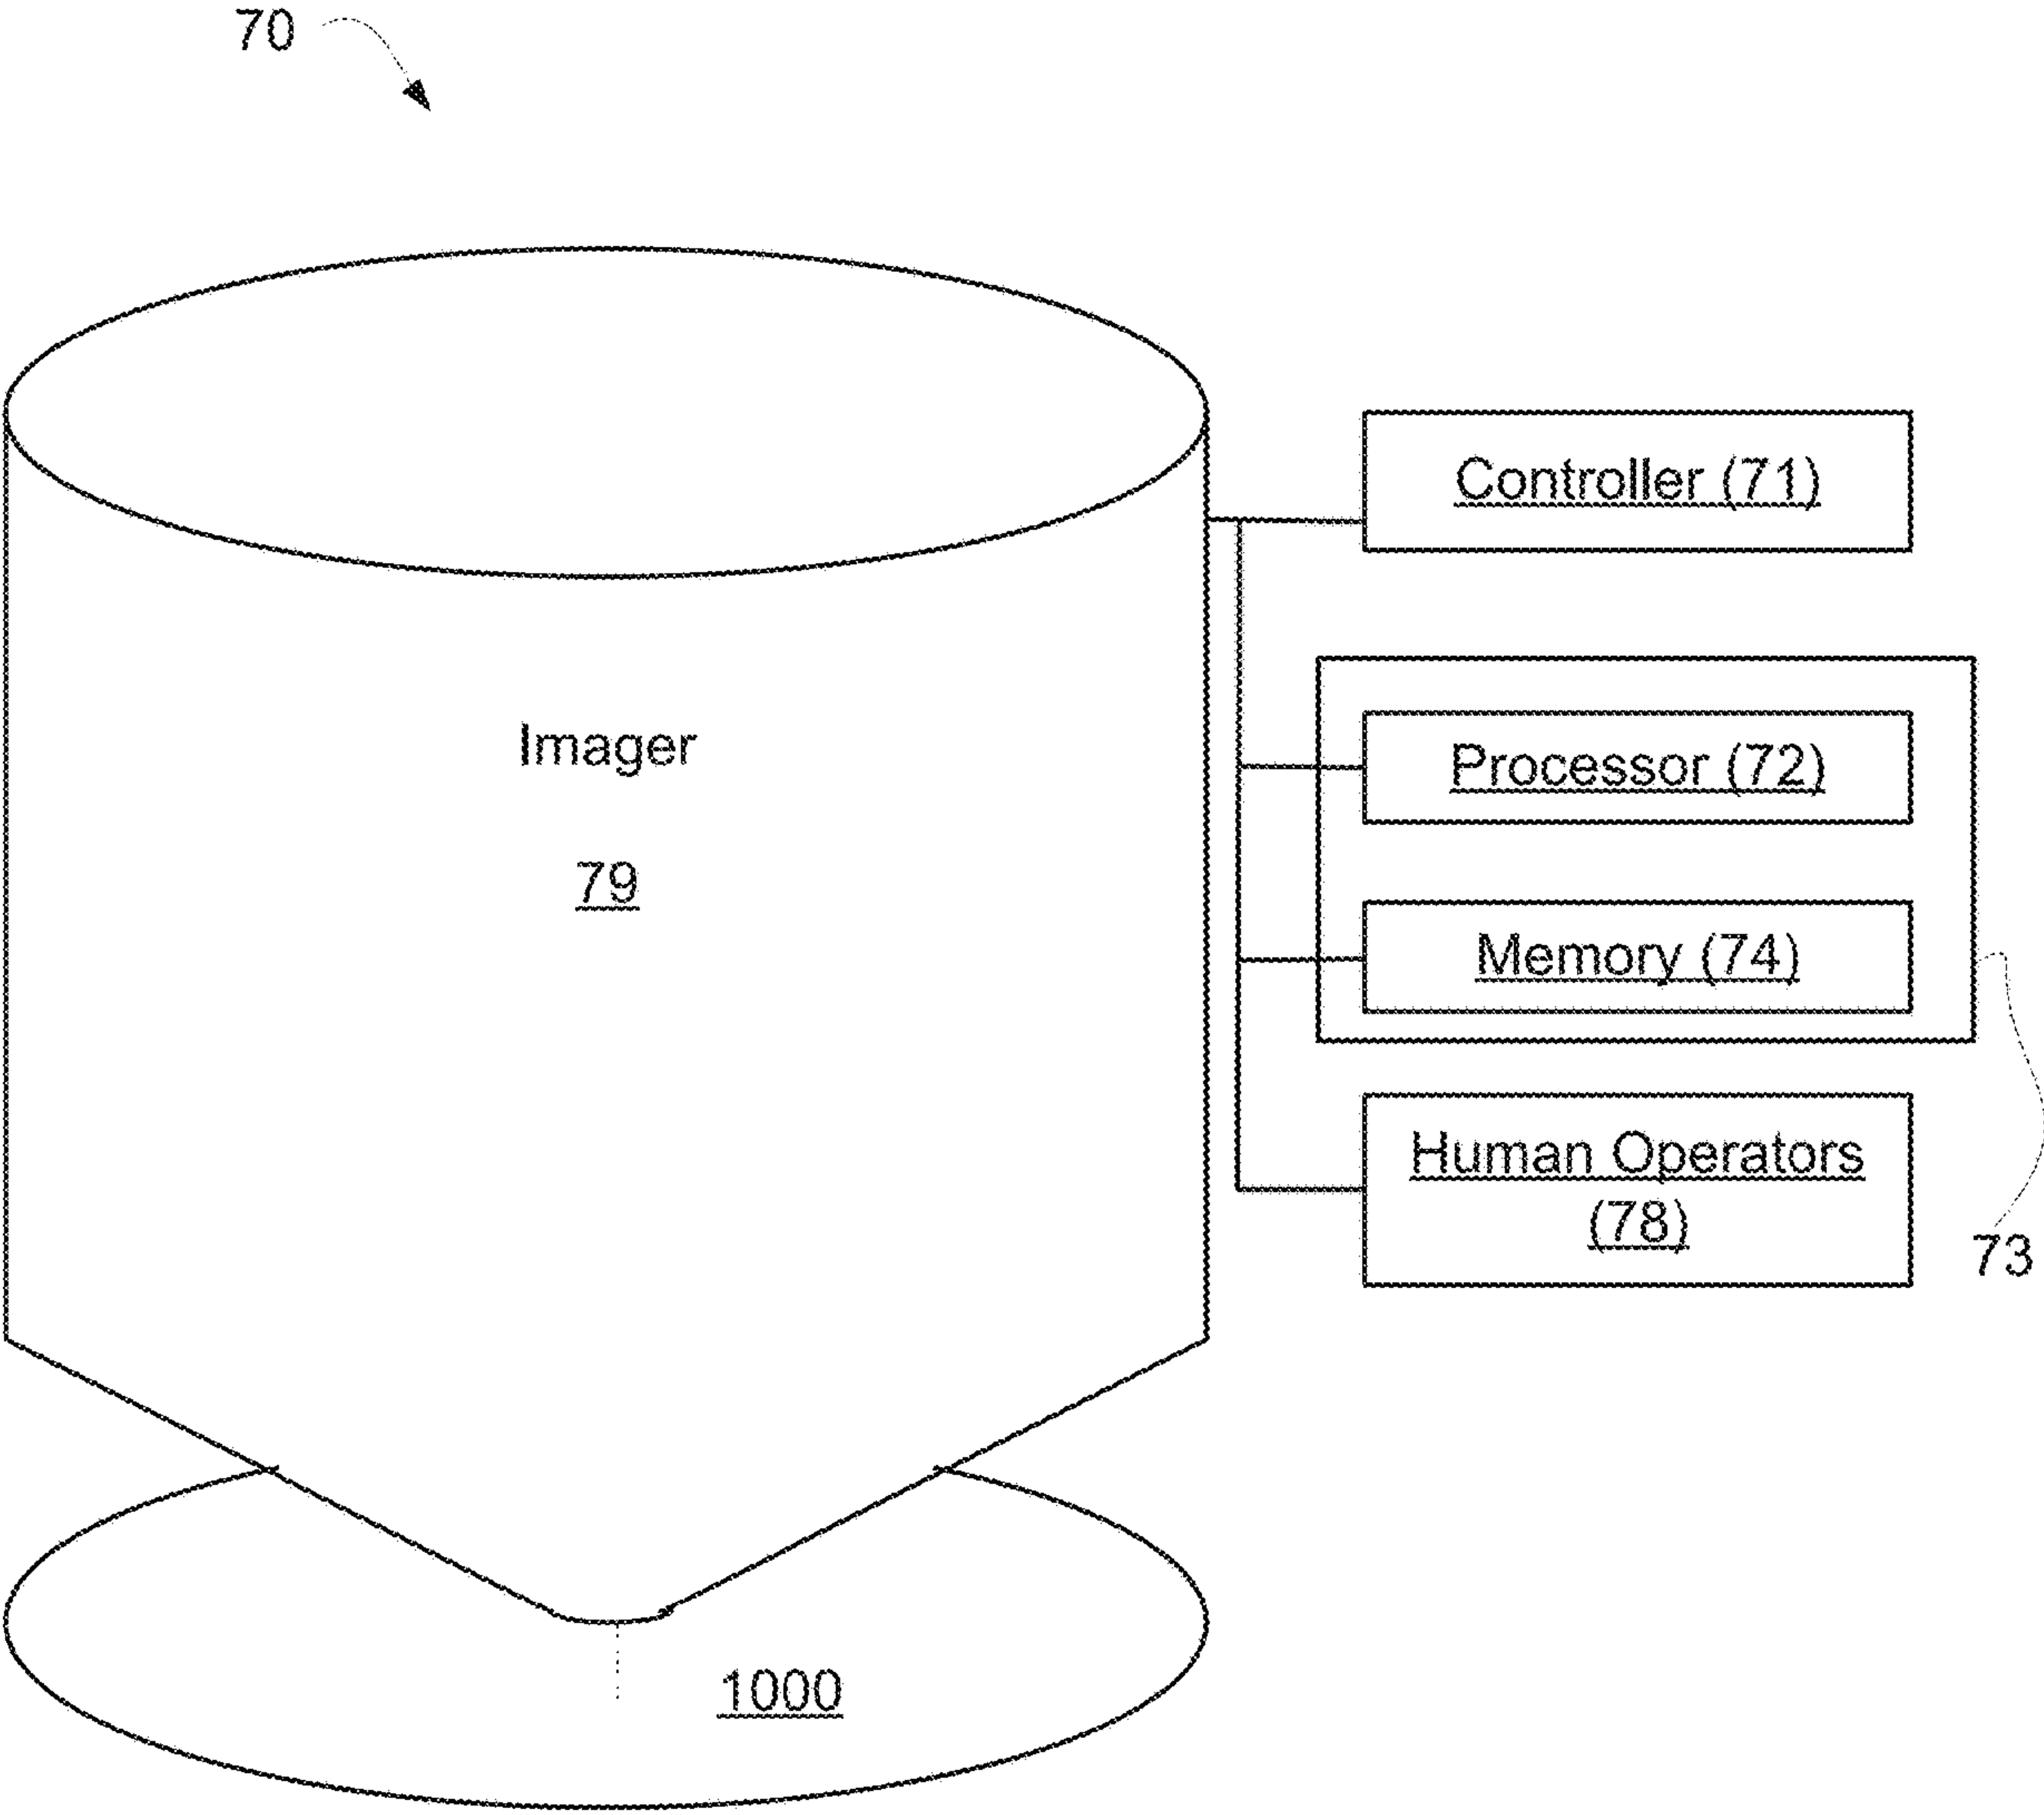 70
Controller (71)
Imager
79
Processor (72)
Memory (74)
Human Operators
(78)
73
1000